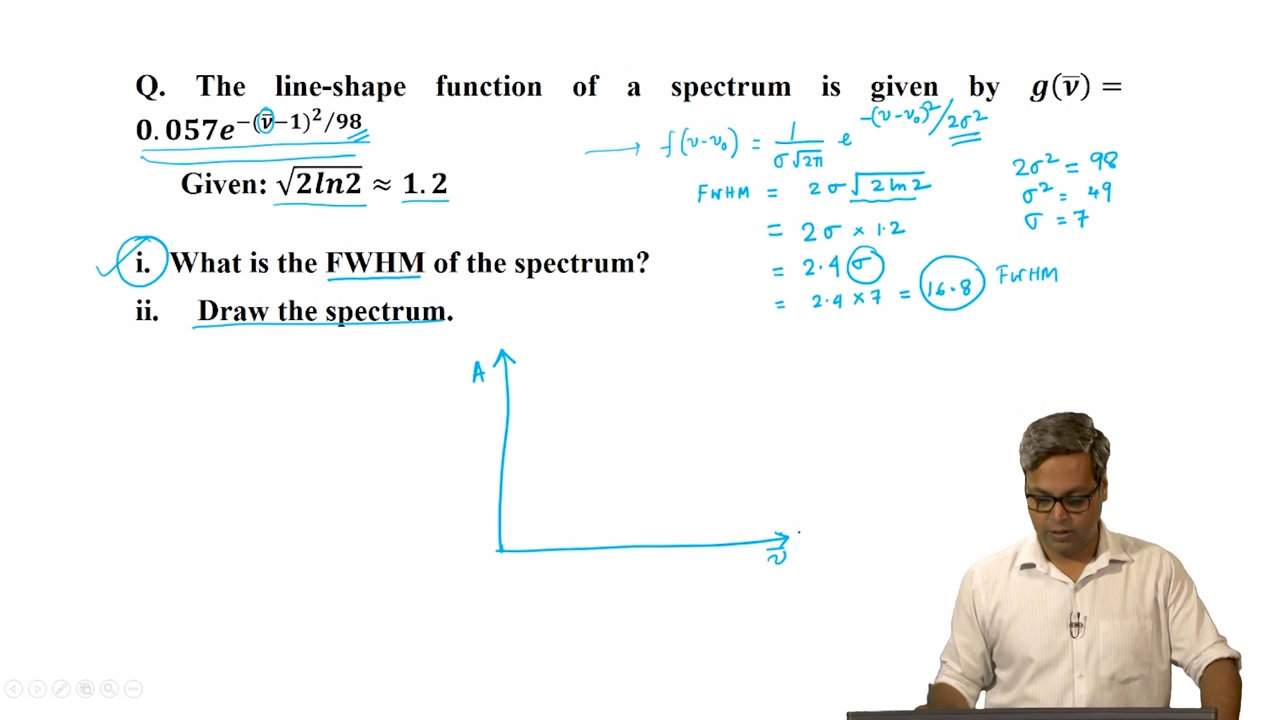 Q. The line-shape function of a spectrum is given by g(ν̅) =
0.057e^−(ν̅−1)²/98
Given: √2ln2 ≈ 1.2
i. What is the FWHM of the spectrum?
ii. Draw the spectrum.
→ f(ν-ν₀) = 1/σ√2π e^-(ν-ν₀)²/2σ²
FWHM = 2σ√2ln2
= 2σ × 1.2
= 2.4 σ
= 2.4 × 7 = 16.8 FWHM
2σ² = 98
σ² = 49
σ = 7
A
ν̅